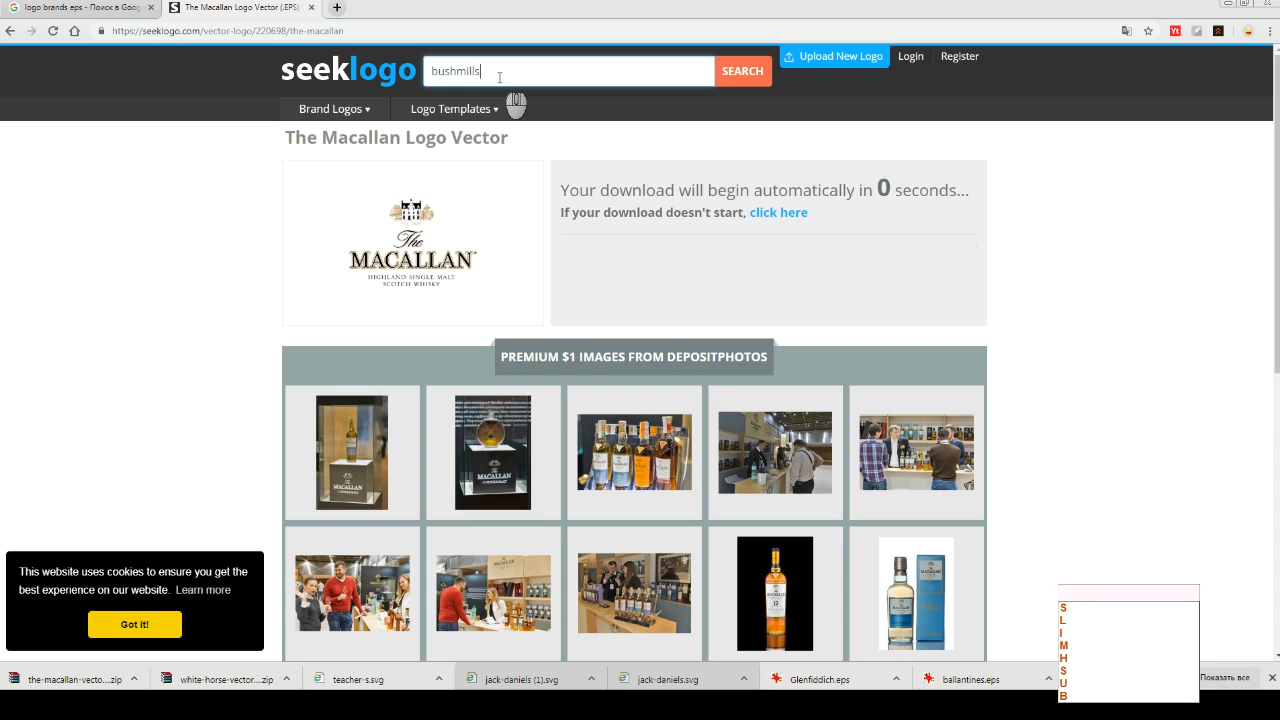 logo brands eps - Поиск в Goog
The Macallan Logo Vector (.EPS)
https://seeklogo.com/vector-logo/220698/the-macallan
seeklogo
bushmills
SEARCH
Upload New Logo
Login
Register
Brand Logos
Logo Templates
The Macallan Logo Vector
The
MACALLAN
HIGHLAND SINGLE MALT
SCOTCH WHISKY
Your download will begin automatically in 0 seconds...
If your download doesn't start, click here
PREMIUM $1 IMAGES FROM DEPOSITPHOTOS
The
MACALLAN
The
MACALLAN
This website uses cookies to ensure you get the
best experience on our website. Learn more
Got it!
S
L
I
M
H
S
U
B
the-macallan-vecto....zip
white-horse-vector....zip
teachers.svg
jack-daniels (1).svg
jack-daniels.svg
Glenfiddich.eps
ballantines.eps
Показать все